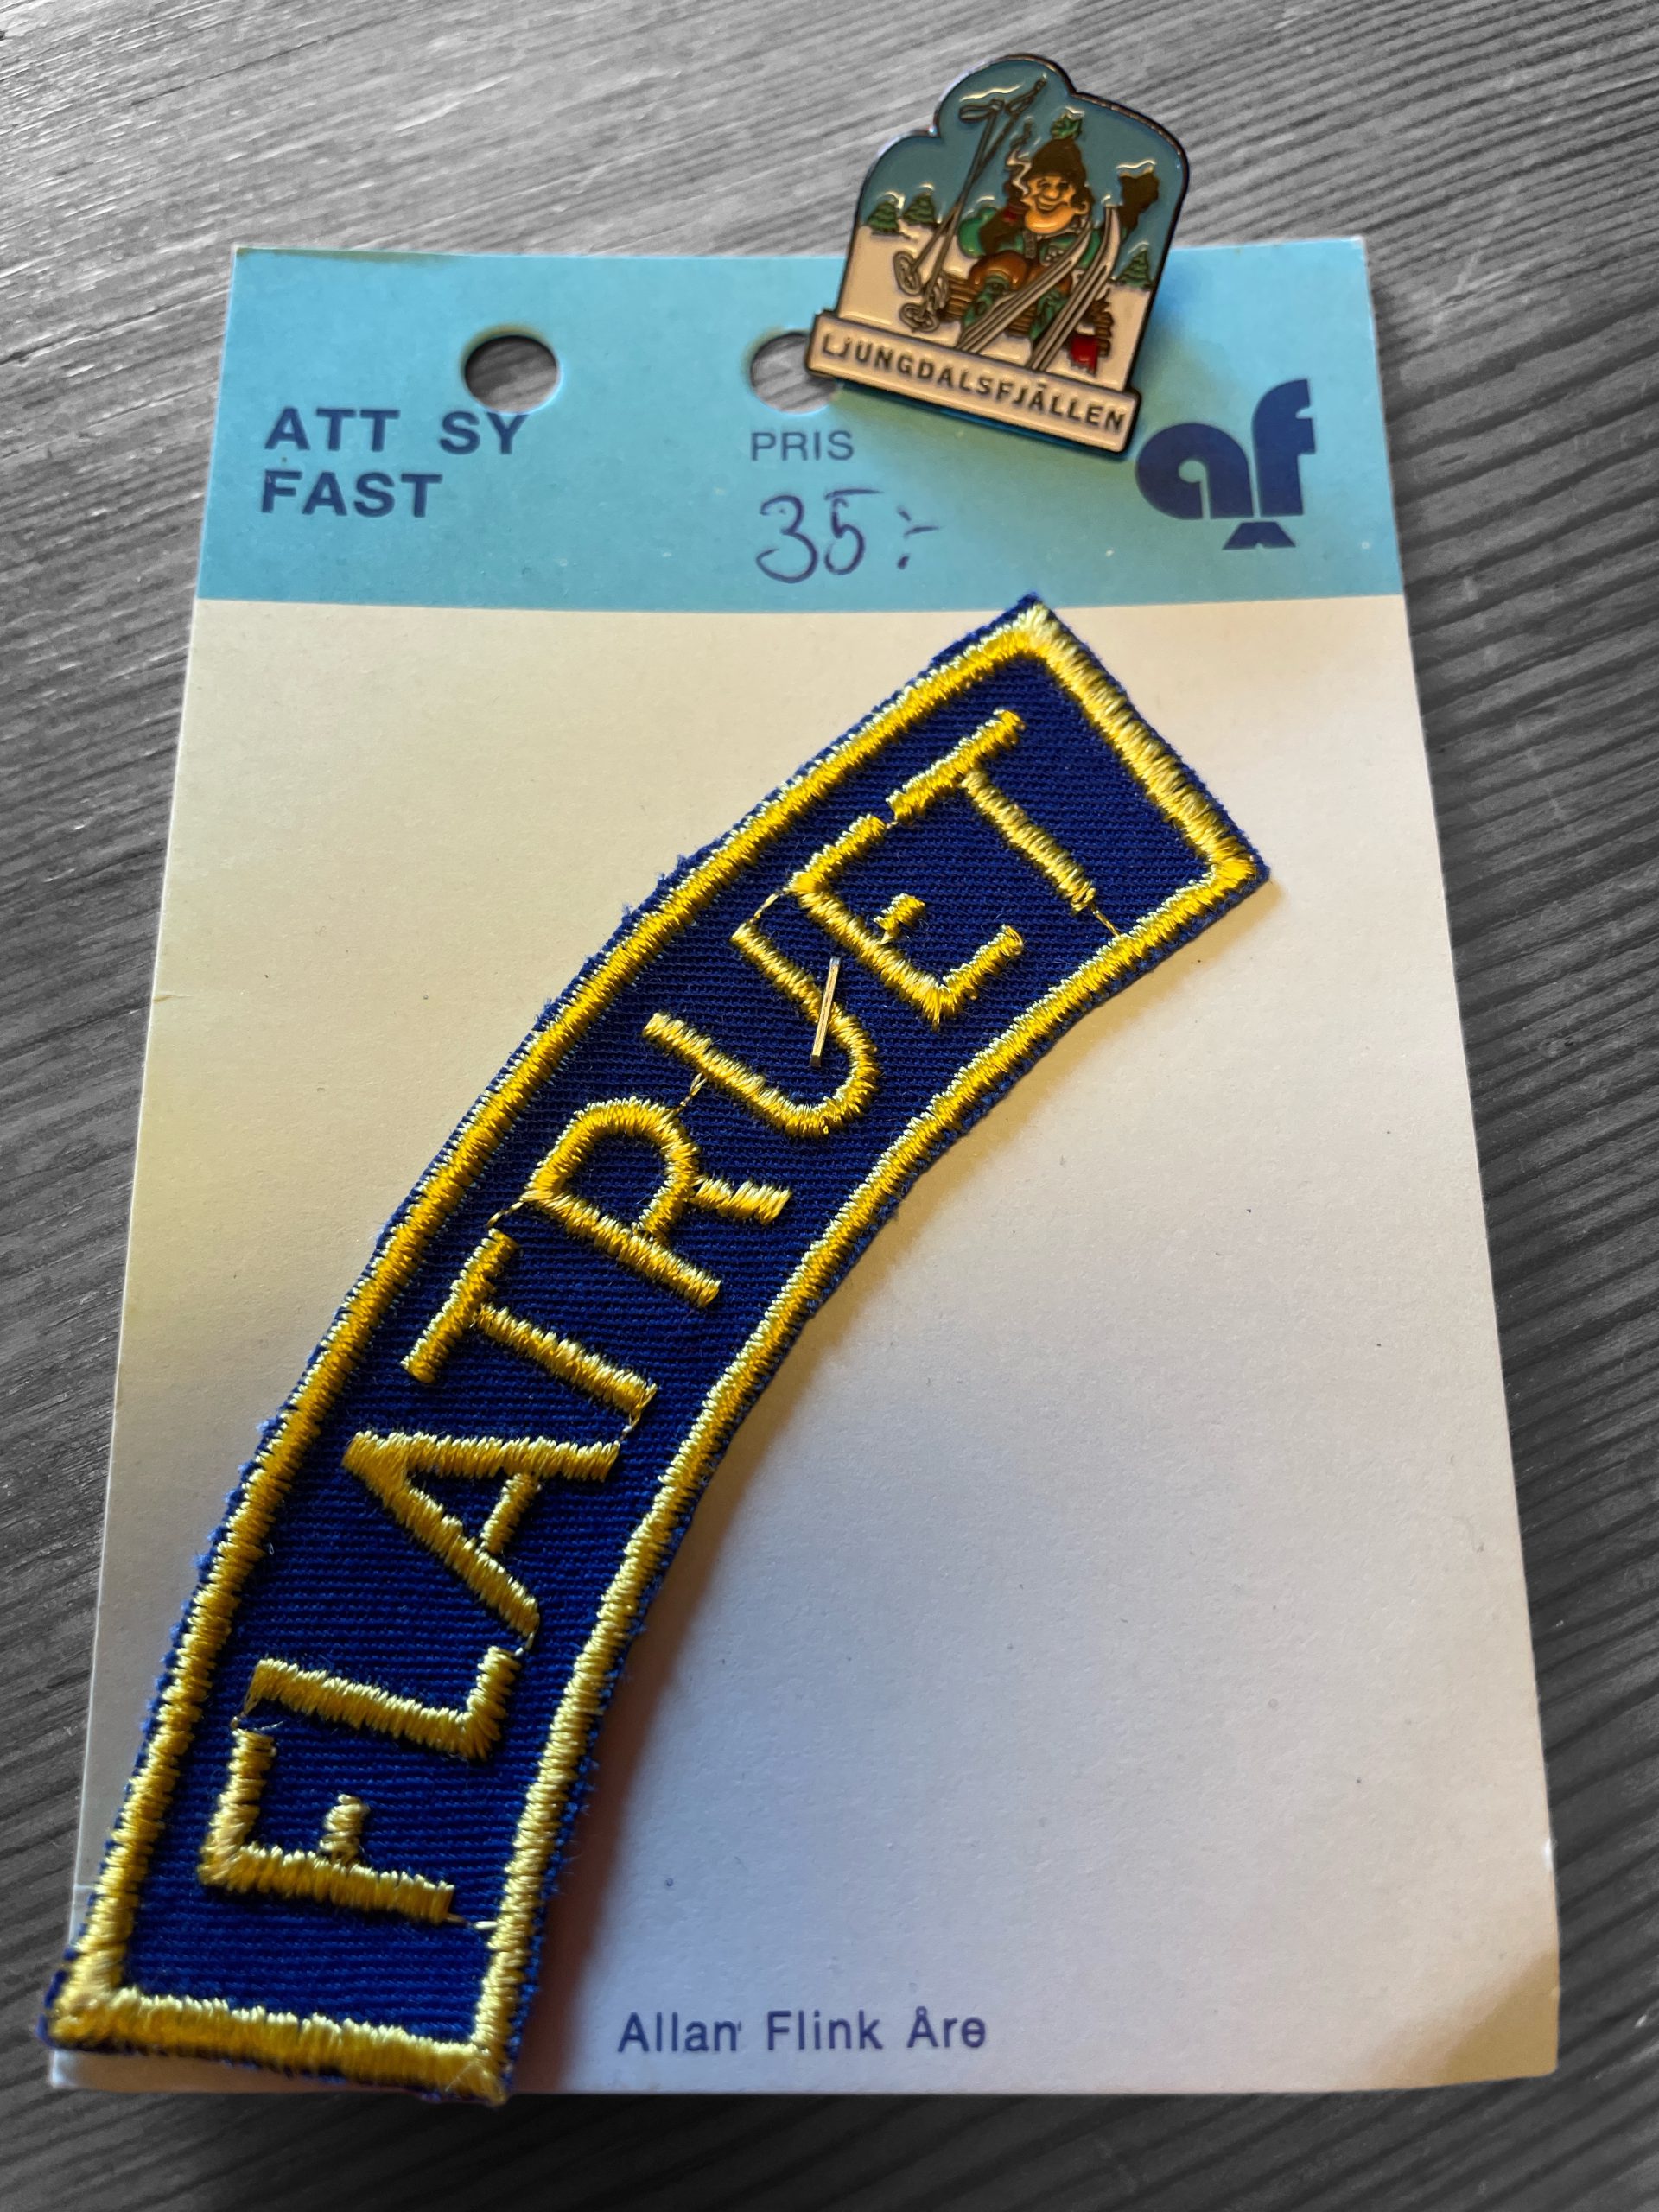 LJUNGDALSFJÄLLEN
ATT SY
FAST
PRIS
35:-
af
FLATRUET
Allan Flink Åre